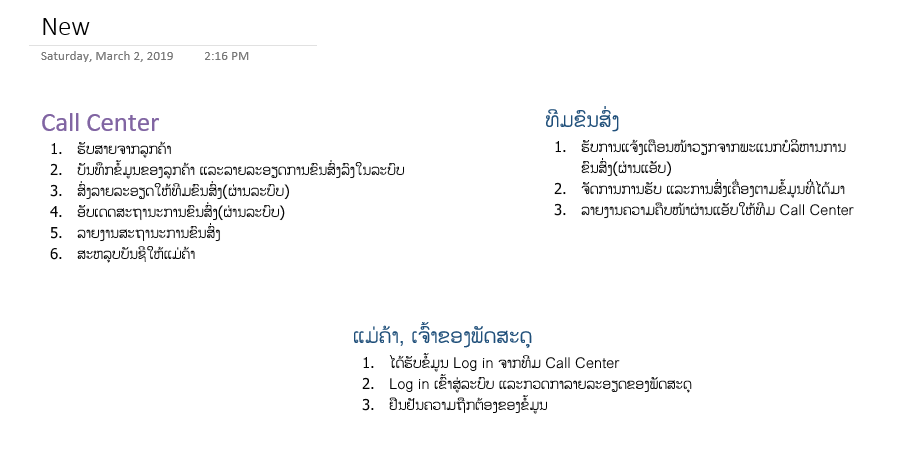 New
Saturday, March 2, 2019 2:16 PM
Call Center
1. ຮັບສາຍຈາກລູກຄ້າ
2. ບັນທຶກຂໍ້ມູນຂອງລູກຄ້າ ແລະລາຍລະອຽດການຂົນສົ່ງລົງໃນລະບົບ
3. ສົ່ງລາຍລະອຽດໃຫ້ທີມຂົນສົ່ງ(ຜ່ານລະບົບ)
4. ອັບເດດສະຖານະການຂົນສົ່ງ(ຜ່ານລະບົບ)
5. ລາຍງານສະຖານະການຂົນສົ່ງ
6. ສະຫລຸບບັນຊີໃຫ້ແມ່ຄ້າ
ທີມຂົນສົ່ງ
1. ຮັບການແຈ້ງເຕືອນໜ້າວຽກຈາກພະແນກບໍລິຫານການ
ຂົນສົ່ງ(ຜ່ານແອັບ)
2. ຈັດການການຮັບ ແລະການສົ່ງເຄື່ອງຕາມຂໍ້ມູນທີ່ໄດ້ມາ
3. ລາຍງານຄວາມຄືບໜ້າຜ່ານແອັບໃຫ້ທີມ Call Center
ແມ່ຄ້າ, ເຈົ້າຂອງພັດສະດຸ
1. ໄດ້ຮັບຂໍ້ມູນ Log in ຈາກທີມ Call Center
2. Log in ເຂົ້າສູ່ລະບົບ ແລະກວດກາລາຍລະອຽດຂອງພັດສະດຸ
3. ຢືນຢັນຄວາມຖືກຕ້ອງຂອງຂໍ້ມູນ